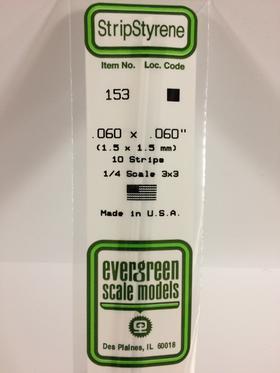 StripStyrene
Item No. Loc. Code
153
.060 x .060"
(1.5 x 1.5 mm)
10 Strips
1/4 Scale 3x3
Made in U.S.A.
evergreen
scale models
Des Plaines, IL 60018